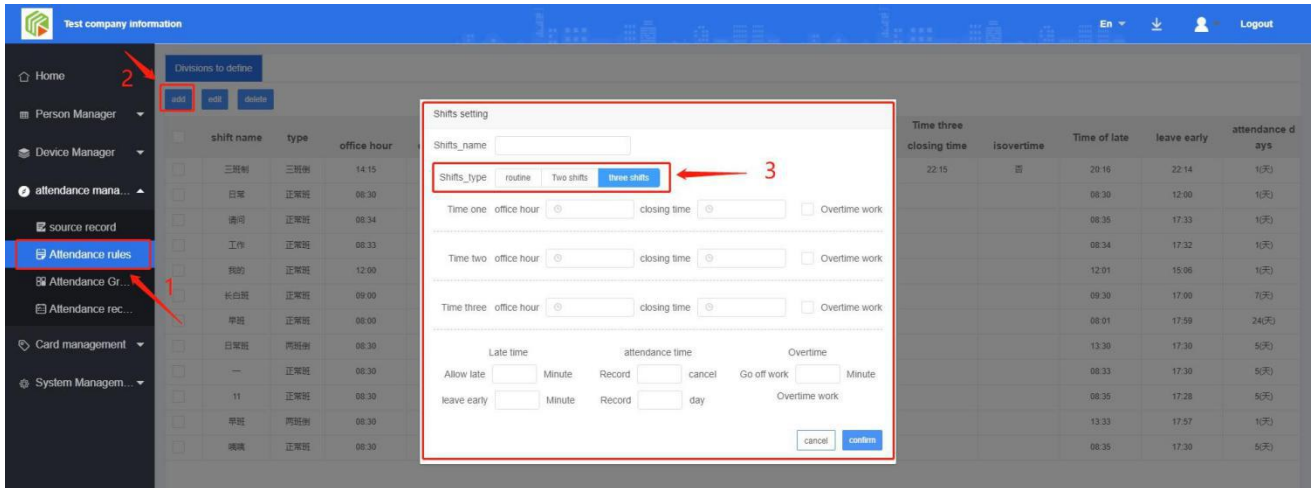 Test company information
En
Logout
Home
Person Manager
Device Manager
attendance mana...
source record
Attendance rules
Attendance Gr...
Attendance rec...
Card management
System Managem...
1
2
Divisions to define
add edit delete
shift name type office hour Time three closing time isovertime Time of late leave early attendance days
三班倒 三班倒 14:15 22:15 否 20:16 22:14 1(天)
日常 正常班 08:30 08:30 12:00 1(天)
请问 正常班 08:34 08:35 17:33 1(天)
工作 正常班 08:33 08:34 17:32 1(天)
我的 正常班 12:00 12:01 15:06 1(天)
长白班 正常班 09:00 09:30 17:00 7(天)
早班 正常班 08:00 08:01 17:59 24(天)
日常班 两班倒 08:30 13:30 17:30 5(天)
一 正常班 08:30 08:33 17:30 5(天)
11 正常班 08:30 08:35 17:28 5(天)
早班 两班倒 08:30 13:33 17:57 1(天)
正常班 08:30 08:35 17:30 5(天)
Shifts setting
Shifts_name
Shifts_type routine Two shifts three shifts
3
Time one office hour closing time Overtime work
Time two office hour closing time Overtime work
Time three office hour closing time Overtime work
Late time attendance time Overtime
Allow late Minute Record cancel Go off work Minute
leave early Minute Record day Overtime work
cancel confirm